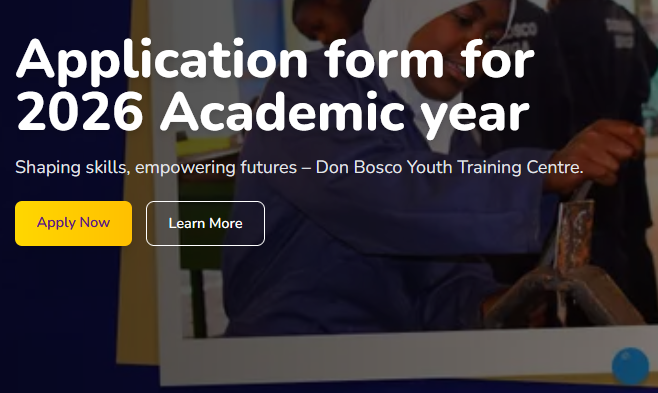 Application form for
2026 Academic year
Shaping skills, empowering futures – Don Bosco Youth Training Centre.
Apply Now
Learn More